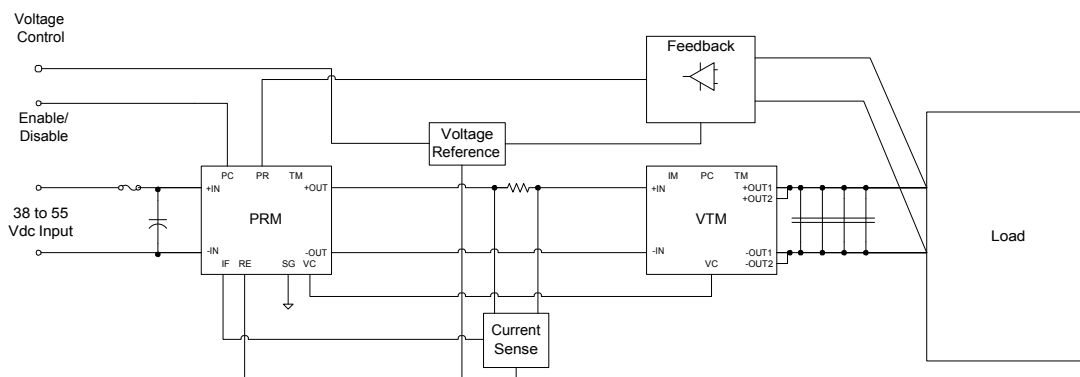 Voltage
Control
Enable/
Disable
38 to 55
Vdc Input
Feedback
Voltage
Reference
PC PR TM
+IN
+OUT
PRM
-IN
-OUT
IF RE SG VC
IM PC TM
+IN
+OUT1
+OUT2
VTM
-IN
-OUT1
-OUT2
VC
Load
Current
Sense